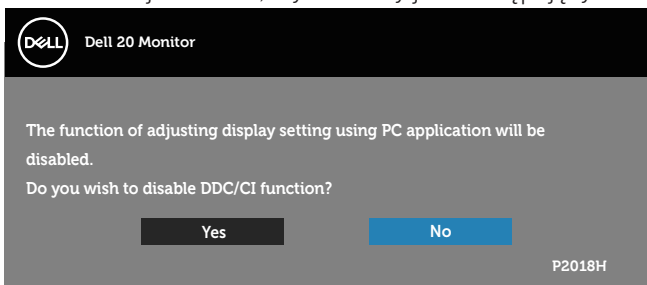 DELL
Dell 20 Monitor
The function of adjusting display setting using PC application will be
disabled.
Do you wish to disable DDC/CI function?
Yes
No
P2018H